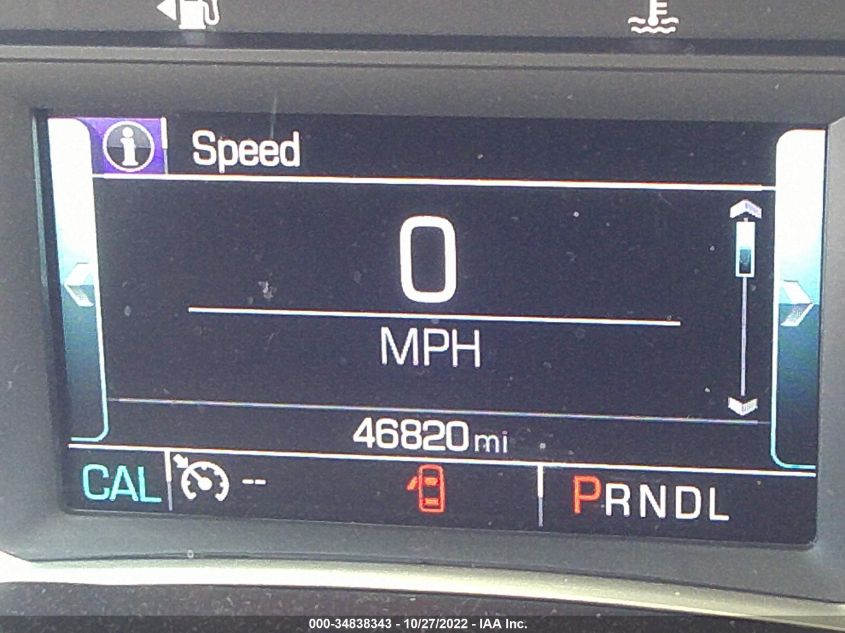 E
Speed
0
MPH
46820 mi
CAL -- PRNDL
000-34838343 - 10/27/2022 - IAA Inc.